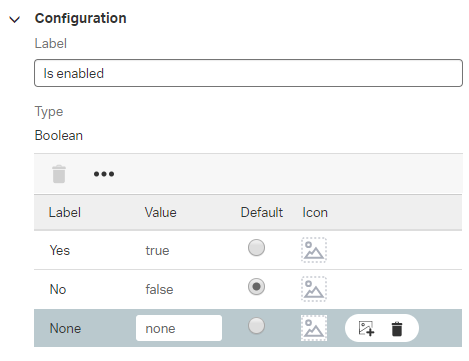 Configuration
Label
Is enabled
Type
Boolean
Label Value Default Icon
Yes true
No false
None none